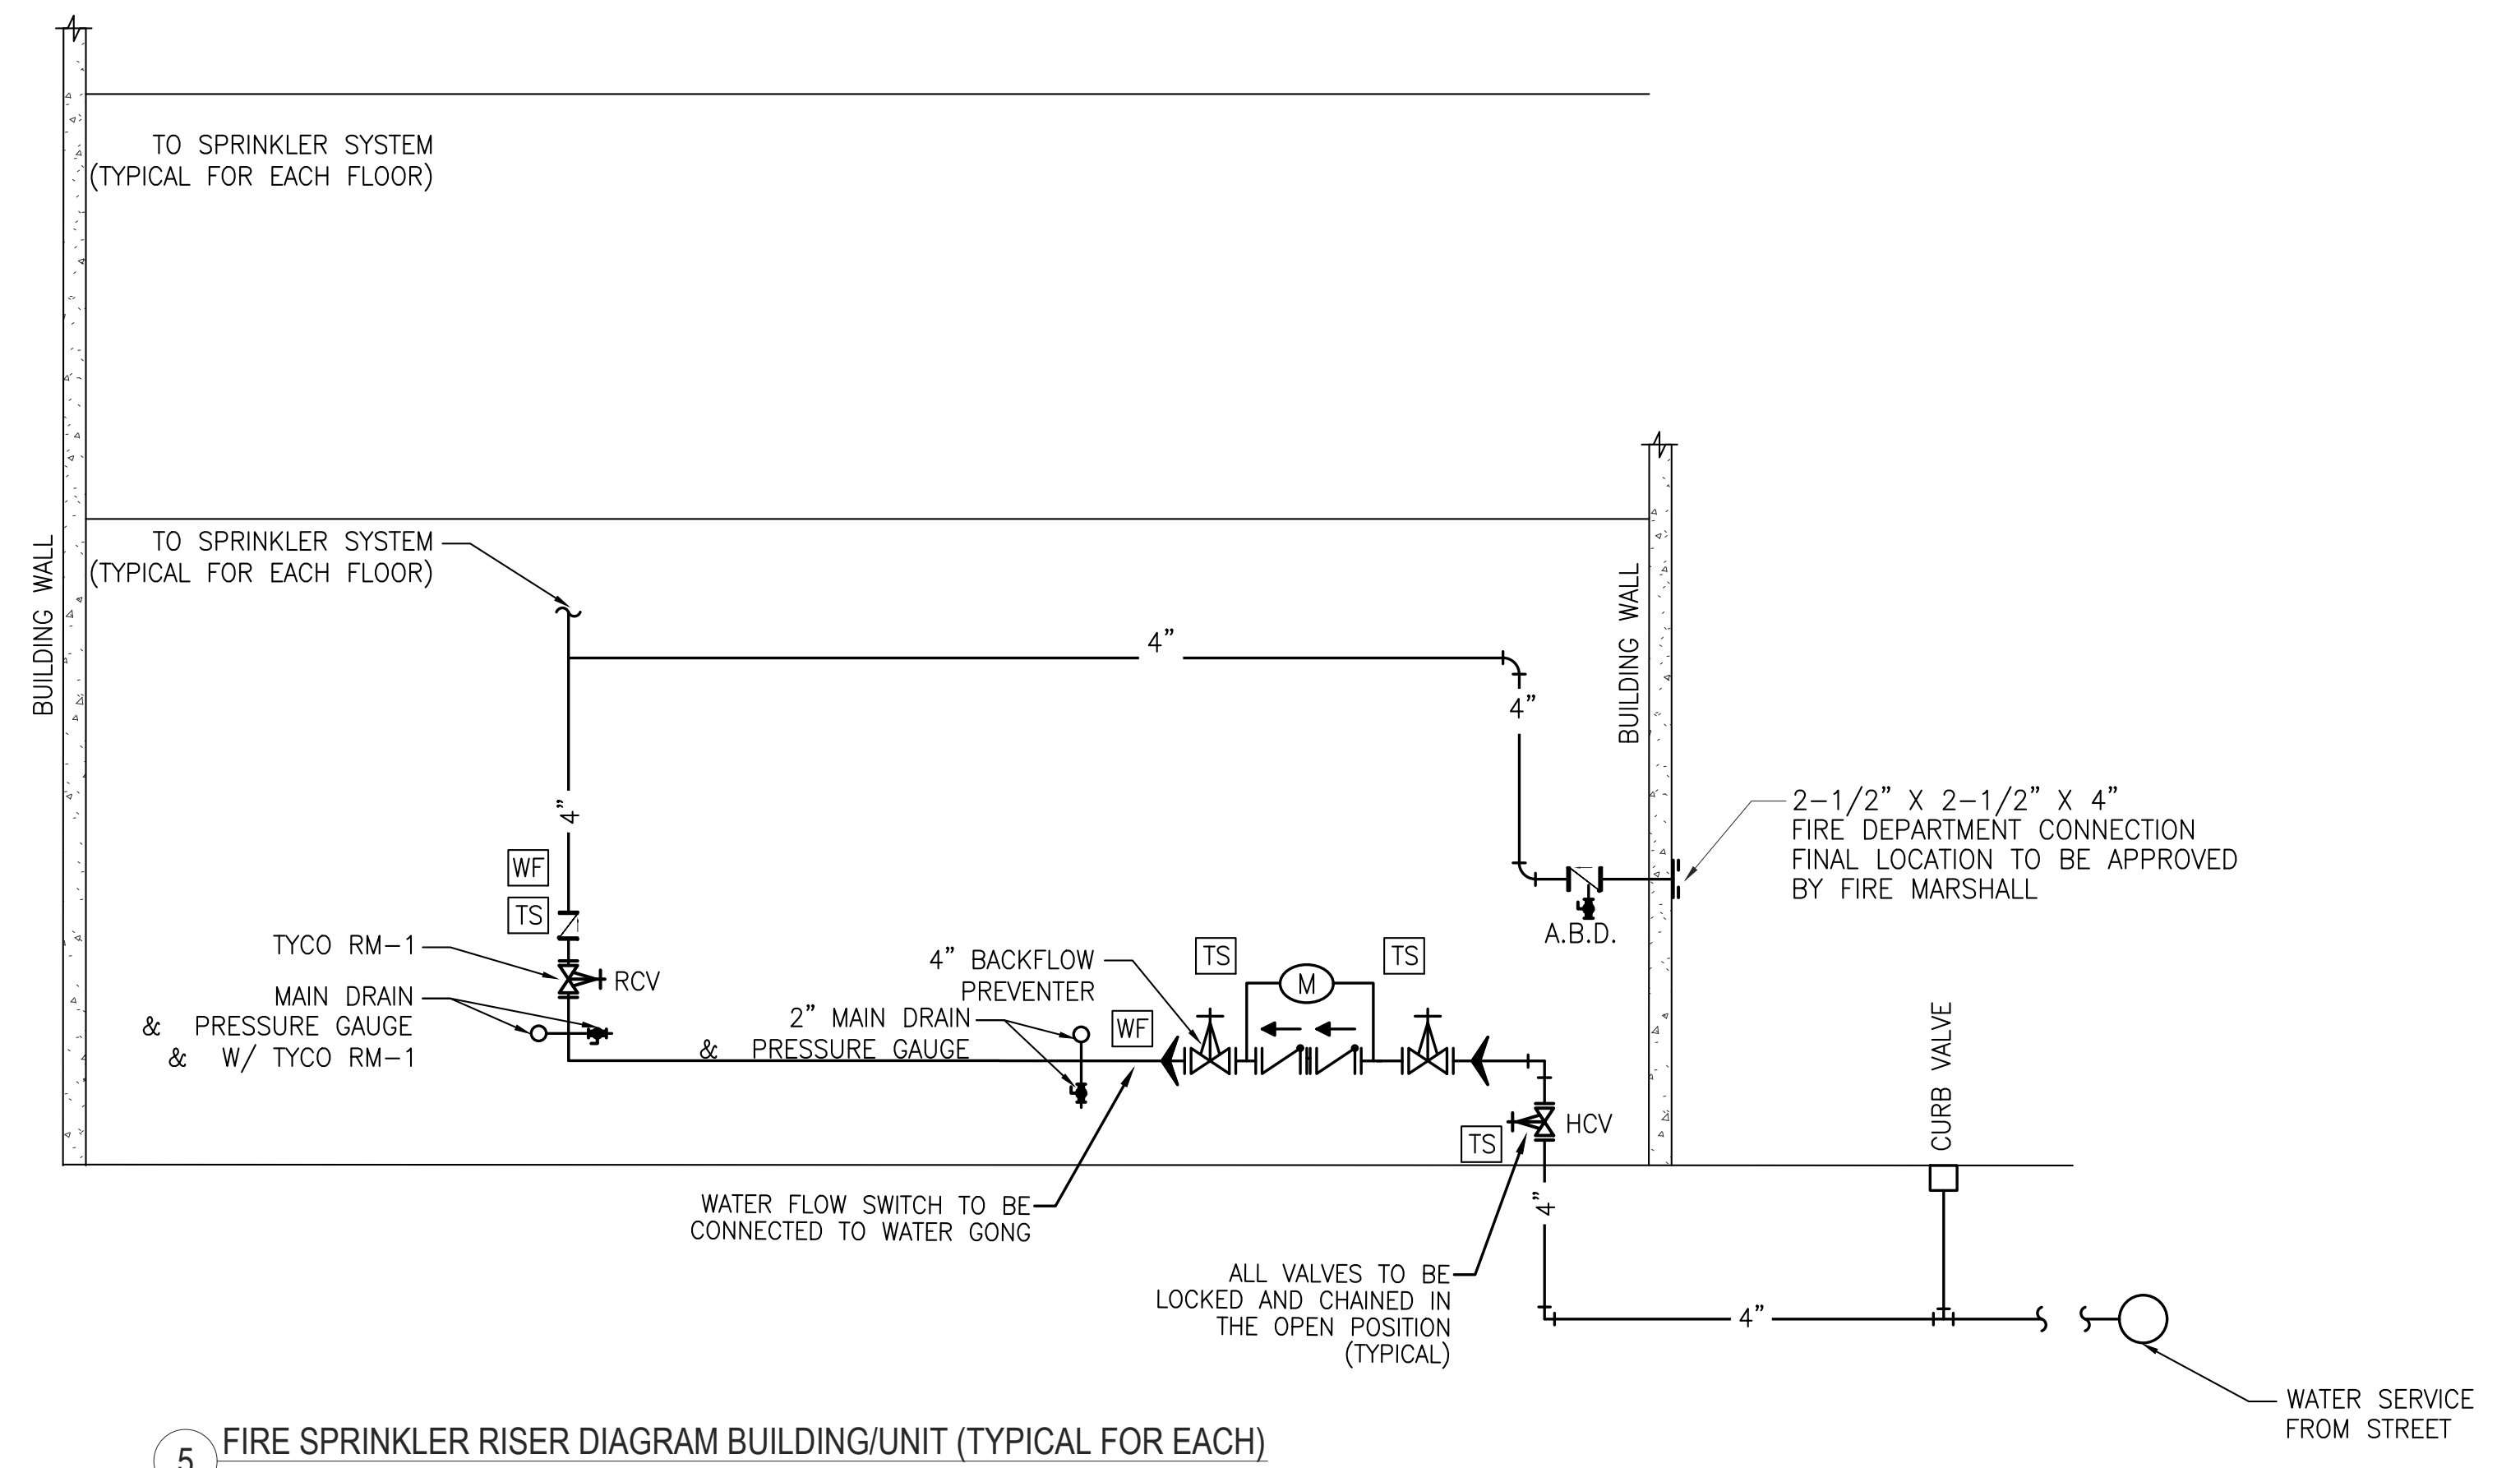 TO SPRINKLER SYSTEM
(TYPICAL FOR EACH FLOOR)
TO SPRINKLER SYSTEM
(TYPICAL FOR EACH FLOOR)
BUILDING WALL
BUILDING WALL
4"
4"
4"
2-1/2" X 2-1/2" X 4"
FIRE DEPARTMENT CONNECTION
FINAL LOCATION TO BE APPROVED
BY FIRE MARSHALL
WF
TS
TYCO RM-1
RCV
MAIN DRAIN
& PRESSURE GAUGE
& W/ TYCO RM-1
A.B.D.
4" BACKFLOW
PREVENTER
TS
TS
M
2" MAIN DRAIN
& PRESSURE GAUGE
WF
CURB VALVE
HCV
TS
WATER FLOW SWITCH TO BE
CONNECTED TO WATER GONG
4"
ALL VALVES TO BE
LOCKED AND CHAINED IN
THE OPEN POSITION
(TYPICAL)
4"
WATER SERVICE
FROM STREET
5
FIRE SPRINKLER RISER DIAGRAM BUILDING/UNIT (TYPICAL FOR EACH)